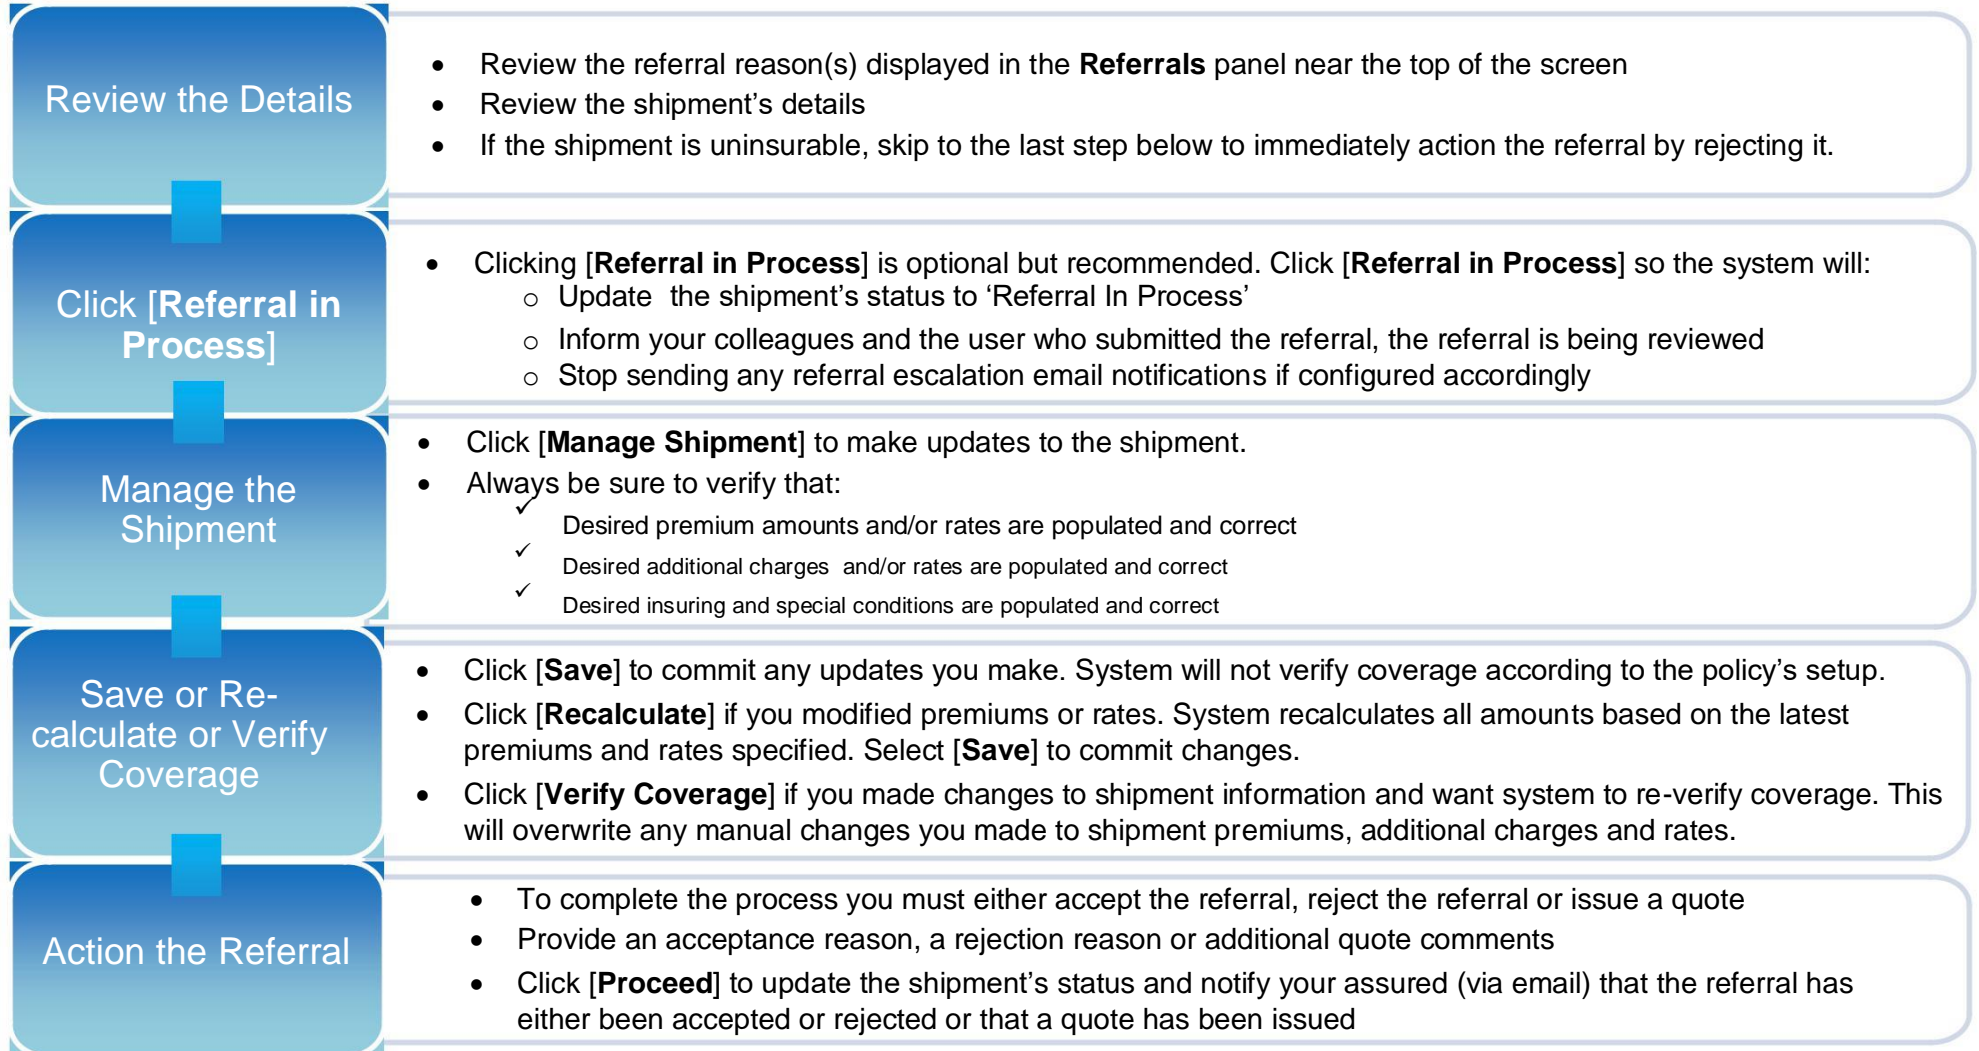 Review the Details
• Review the referral reason(s) displayed in the Referrals panel near the top of the screen
• Review the shipment’s details
• If the shipment is uninsurable, skip to the last step below to immediately action the referral by rejecting it.
Click [Referral in
Process]
• Clicking [Referral in Process] is optional but recommended. Click [Referral in Process] so the system will:
o Update the shipment’s status to ‘Referral In Process’
o Inform your colleagues and the user who submitted the referral, the referral is being reviewed
o Stop sending any referral escalation email notifications if configured accordingly
Manage the
Shipment
• Click [Manage Shipment] to make updates to the shipment.
• Always be sure to verify that:
✓ Desired premium amounts and/or rates are populated and correct
✓ Desired additional charges and/or rates are populated and correct
✓ Desired insuring and special conditions are populated and correct
Save or Re-
calculate or Verify
Coverage
• Click [Save] to commit any updates you make. System will not verify coverage according to the policy’s setup.
• Click [Recalculate] if you modified premiums or rates. System recalculates all amounts based on the latest
premiums and rates specified. Select [Save] to commit changes.
• Click [Verify Coverage] if you made changes to shipment information and want system to re-verify coverage. This
will overwrite any manual changes you made to shipment premiums, additional charges and rates.
Action the Referral
• To complete the process you must either accept the referral, reject the referral or issue a quote
• Provide an acceptance reason, a rejection reason or additional quote comments
• Click [Proceed] to update the shipment’s status and notify your assured (via email) that the referral has
either been accepted or rejected or that a quote has been issued